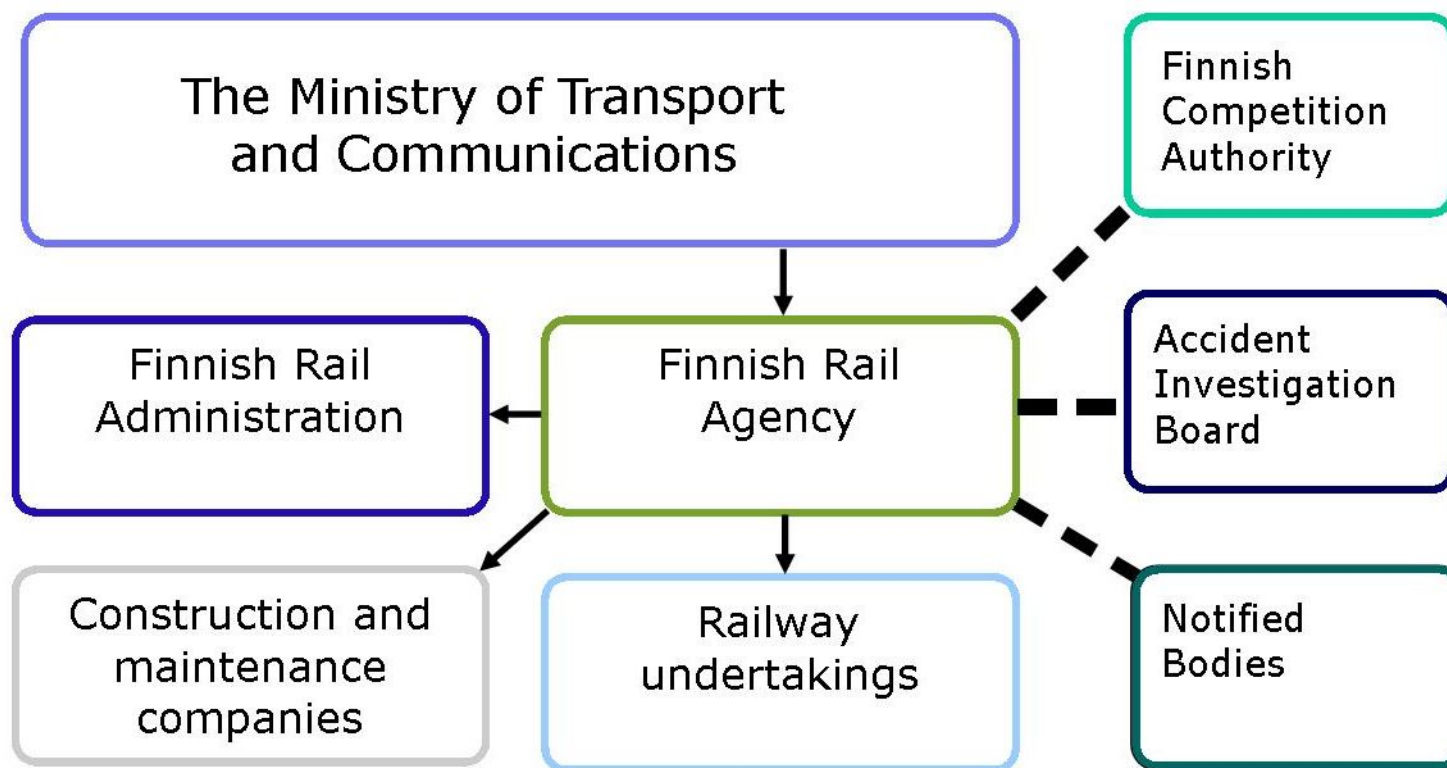 The Ministry of Transport
and Communications
Finnish
Competition
Authority
Finnish Rail
Administration
Finnish Rail
Agency
Accident
Investigation
Board
Construction and
maintenance
companies
Railway
undertakings
Notified
Bodies